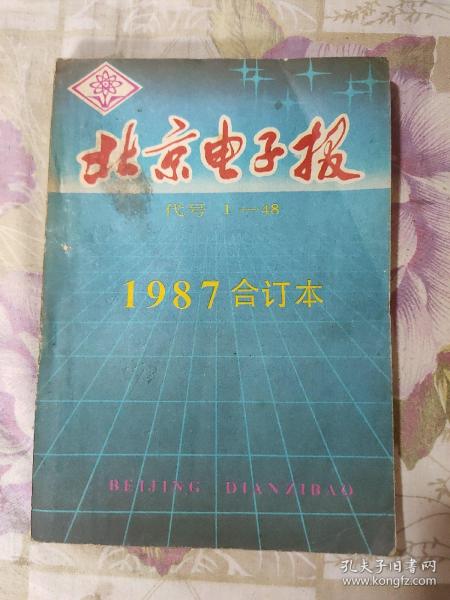 北京电子报
代号 1—48
1987合订本
BEIJING DIANZIBAO
孔夫子旧书网
www.kongfz.com